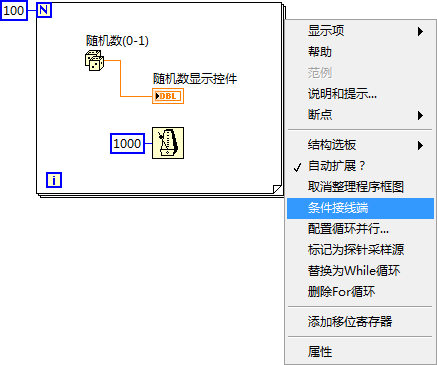 100
N
随机数(0-1)
随机数显示控件
DBL
1000
i
显示项
帮助
范例
说明和提示...
断点
结构选板
自动扩展？
取消整理程序框图
条件接线端
配置循环并行...
标记为探针采样源
替换为While循环
删除For循环
添加移位寄存器
属性